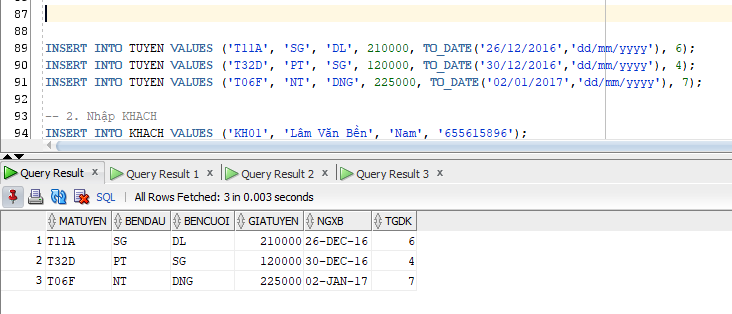 87
88
89 INSERT INTO TUYEN VALUES ('T11A', 'SG', 'DL', 210000, TO_DATE('26/12/2016','dd/mm/yyyy'), 6);
90 INSERT INTO TUYEN VALUES ('T32D', 'PT', 'SG', 120000, TO_DATE('30/12/2016','dd/mm/yyyy'), 4);
91 INSERT INTO TUYEN VALUES ('T06F', 'NT', 'DNG', 225000, TO_DATE('02/01/2017','dd/mm/yyyy'), 7);
92
93 -- 2. Nhập KHACH
94 INSERT INTO KHACH VALUES ('KH01', 'Lâm Văn Bền', 'Nam', '655615896');
Query Result x Query Result 1 x Query Result 2 x Query Result 3 x
SQL | All Rows Fetched: 3 in 0.003 seconds
MATUYEN BENDAU BENCUOI GIATUYEN NGXB TGDK
1 T11A SG DL 210000 26-DEC-16 6
2 T32D PT SG 120000 30-DEC-16 4
3 T06F NT DNG 225000 02-JAN-17 7